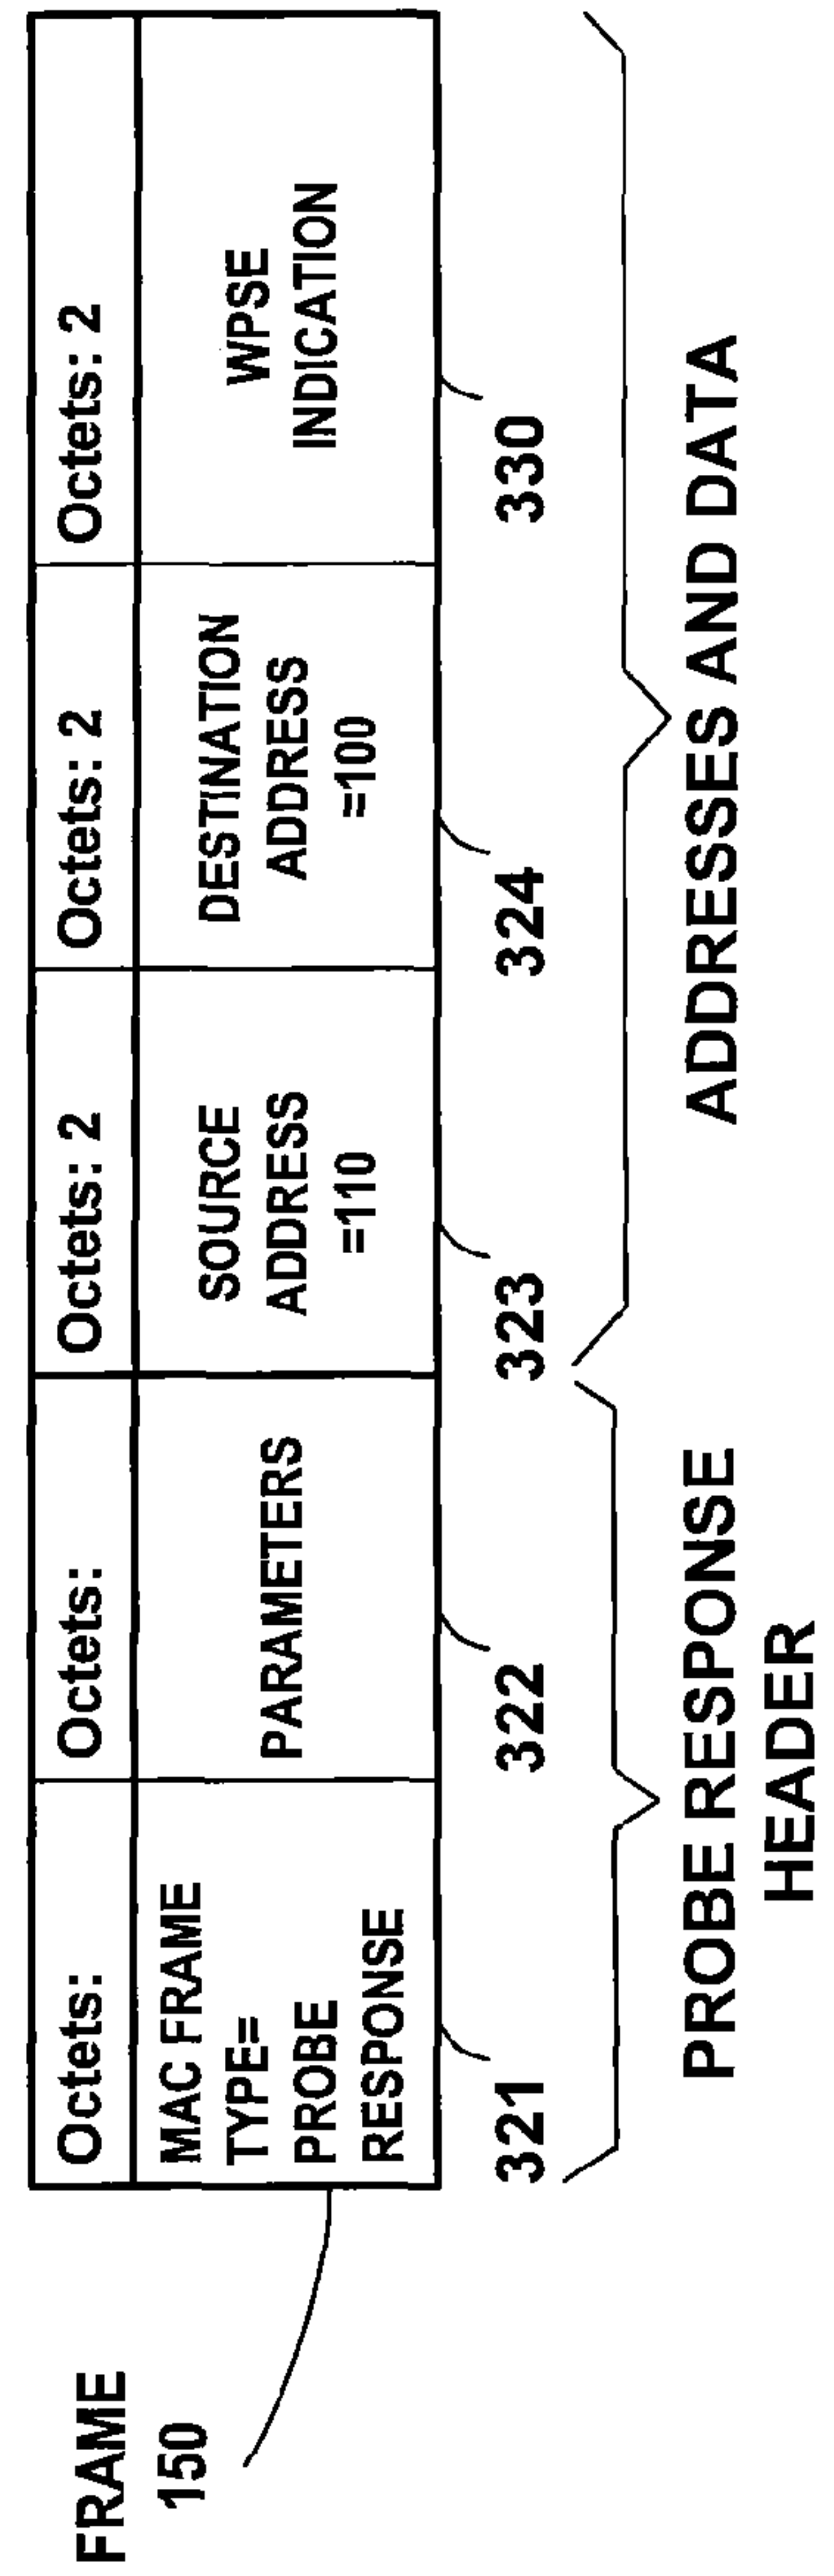 FRAME
150
Octets:
Octets:
Octets: 2
Octets: 2
Octets: 2
MAC FRAME
TYPE=
PROBE
RESPONSE
PARAMETERS
SOURCE
ADDRESS
=110
DESTINATION
ADDRESS
=100
WPSE
INDICATION
321
322
323
324
330
PROBE RESPONSE
HEADER
ADDRESSES AND DATA